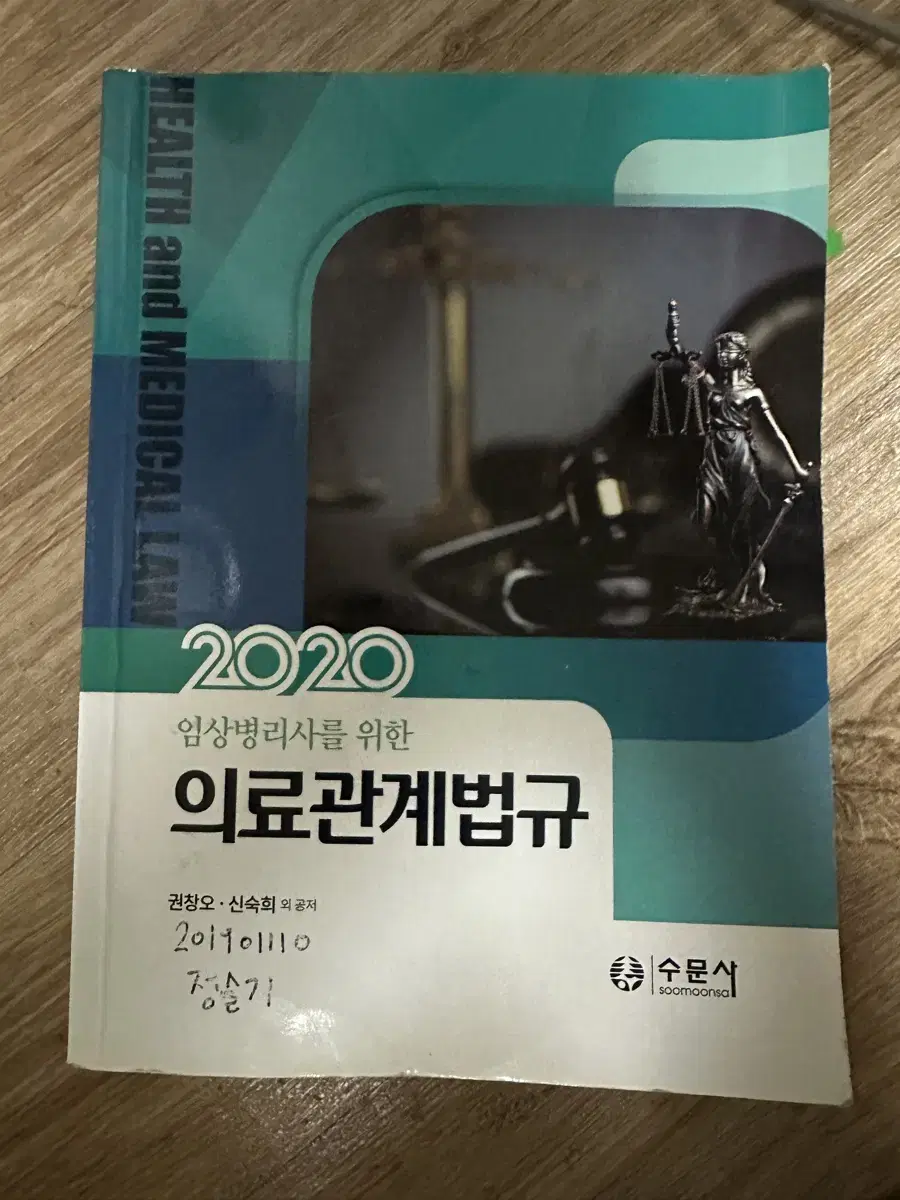 HEALTH and MEDICAL LAW
2020
임상병리사를 위한
의료관계법규
권창오 · 신숙희 외 공저
201901110
정슬기
수문사
soomoonsa